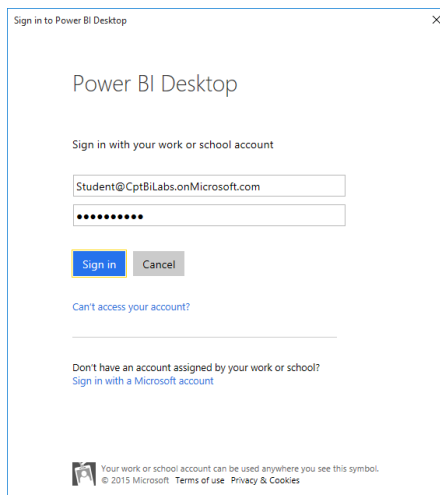 Sign in to Power BI Desktop
Power BI Desktop
Sign in with your work or school account
Student@CptBiLabs.onMicrosoft.com
●●●●●●●●●●
Sign in Cancel
Can't access your account?
Don't have an account assigned by your work or school?
Sign in with a Microsoft account
Your work or school account can be used anywhere you see this symbol.
© 2015 Microsoft Terms of use Privacy & Cookies